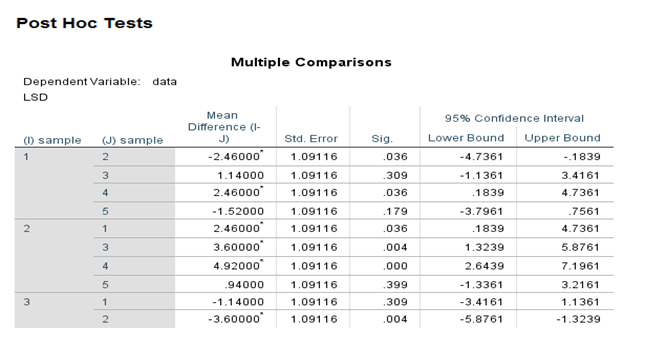 Post Hoc Tests
Multiple Comparisons
Dependent Variable: data
LSD
(I) sample (J) sample Mean Difference (I-J) Std. Error Sig. 95% Confidence Interval Lower Bound Upper Bound
1 2 -2.46000* 1.09116 .036 -4.7361 -.1839
3 1.14000 1.09116 .309 -1.1361 3.4161
4 2.46000* 1.09116 .036 .1839 4.7361
5 -1.52000 1.09116 .179 -3.7961 .7561
2 1 2.46000* 1.09116 .036 .1839 4.7361
3 3.60000* 1.09116 .004 1.3239 5.8761
4 4.92000* 1.09116 .000 2.6439 7.1961
5 .94000 1.09116 .399 -1.3361 3.2161
3 1 -1.14000 1.09116 .309 -3.4161 1.1361
2 -3.60000* 1.09116 .004 -5.8761 -1.3239